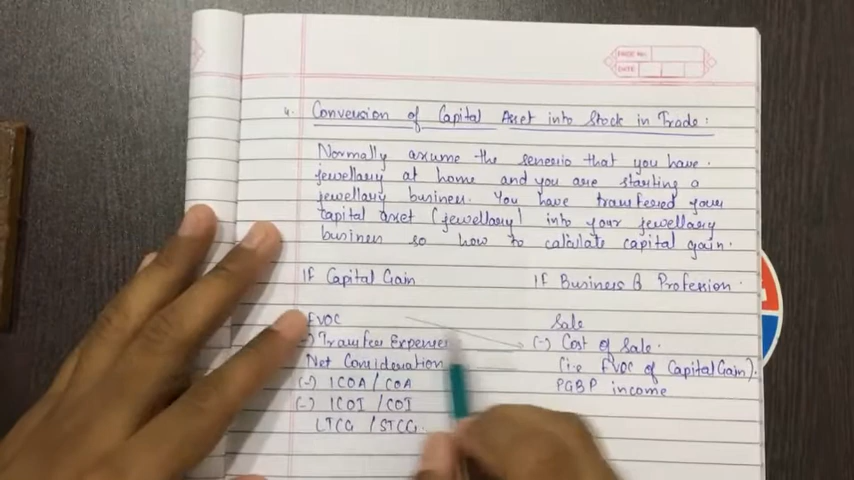 PAGE NO.
DATE
4. Conversion of Capital Asset into Stock in Trade:
Normally assume the senerio that you have
jewellary at home and you are starting a
jewellary business. You have transfered your
capital asset (jewellary) into your jewellary
business so how to calculate capital gain.
IF Capital Gain
FVOC
(-) Transfer Expenses
Net Consideration
(-) ICOA / COA
(-) ICOI / COI
LTCG / STCG.
IF Business & Profession.
Sale
(-) Cost of Sale.
(i.e FVOC of Capital Gain).
PGBP income